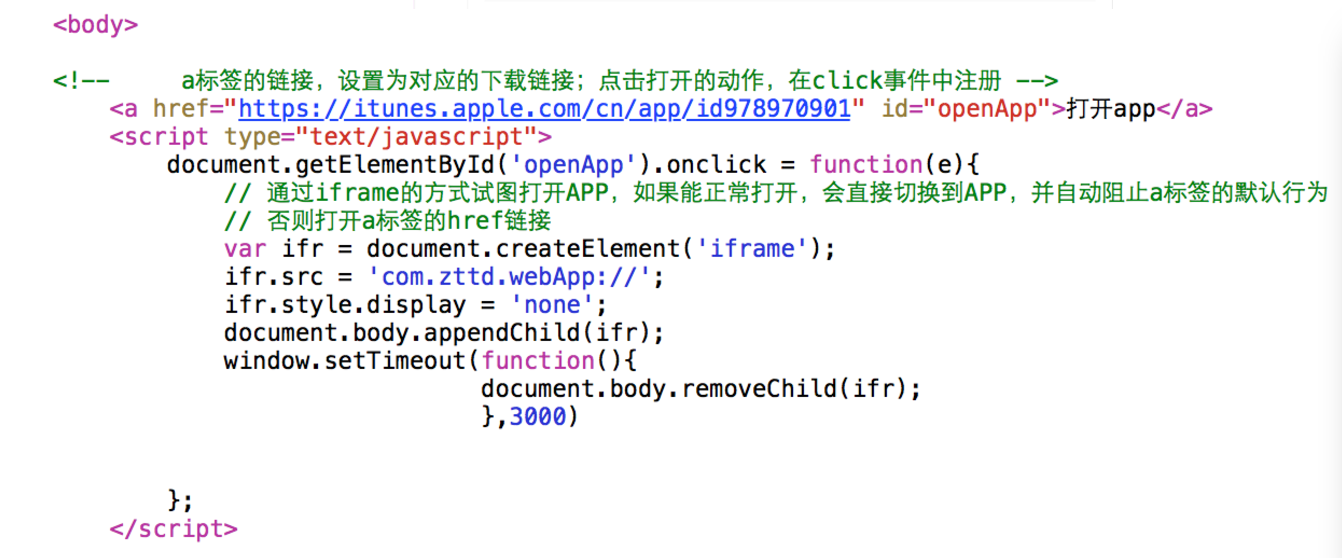 <body>
<!-- a标签的链接，设置为对应的下载链接；点击打开的动作，在click事件中注册 -->
<a href="https://itunes.apple.com/cn/app/id978970901" id="openApp">打开app</a>
<script type="text/javascript">
document.getElementById('openApp').onclick = function(e){
// 通过iframe的方式试图打开APP，如果能正常打开，会直接切换到APP，并自动阻止a标签的默认行为
// 否则打开a标签的href链接
var ifr = document.createElement('iframe');
ifr.src = 'com.zttd.webApp://';
ifr.style.display = 'none';
document.body.appendChild(ifr);
window.setTimeout(function(){
document.body.removeChild(ifr);
},3000)
};
</script>